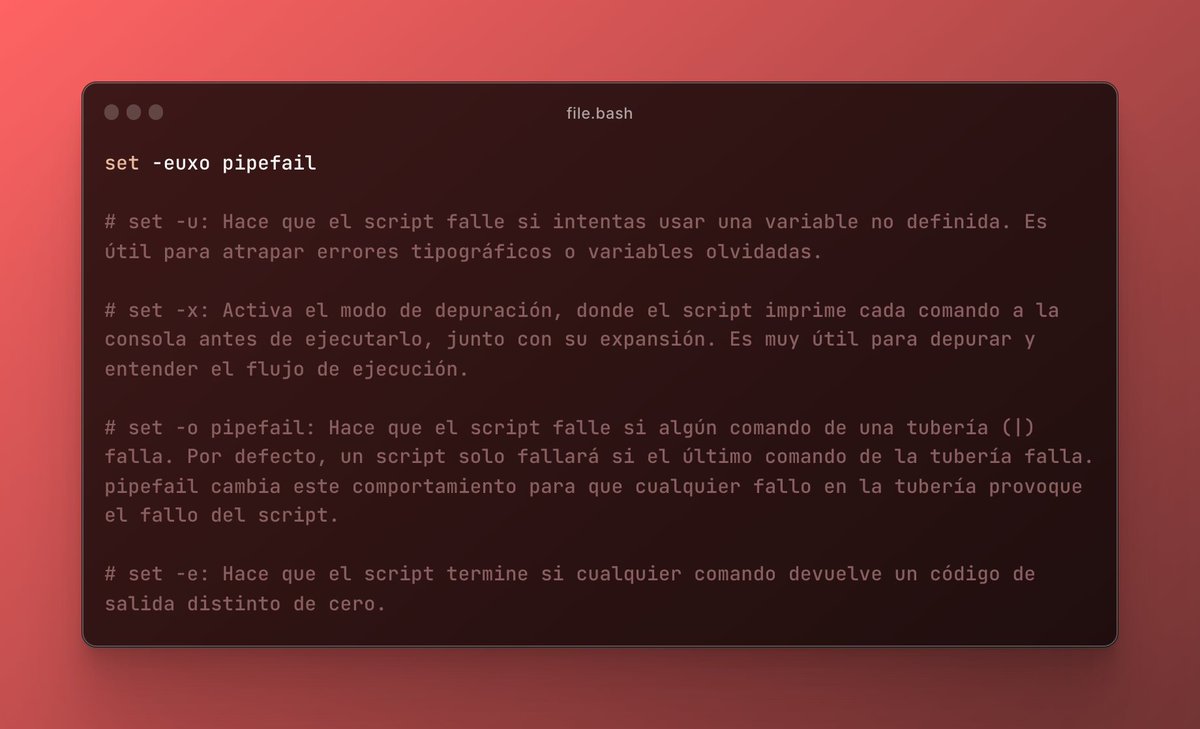 file.bash
set -euxo pipefail
# set -u: Hace que el script falle si intentas usar una variable no definida. Es
útil para atrapar errores tipográficos o variables olvidadas.
# set -x: Activa el modo de depuración, donde el script imprime cada comando a la
consola antes de ejecutarlo, junto con su expansión. Es muy útil para depurar y
entender el flujo de ejecución.
# set -o pipefail: Hace que el script falle si algún comando de una tubería (|)
falla. Por defecto, un script solo fallará si el último comando de la tubería falla.
pipefail cambia este comportamiento para que cualquier fallo en la tubería provoque
el fallo del script.
# set -e: Hace que el script termine si cualquier comando devuelve un código de
salida distinto de cero.